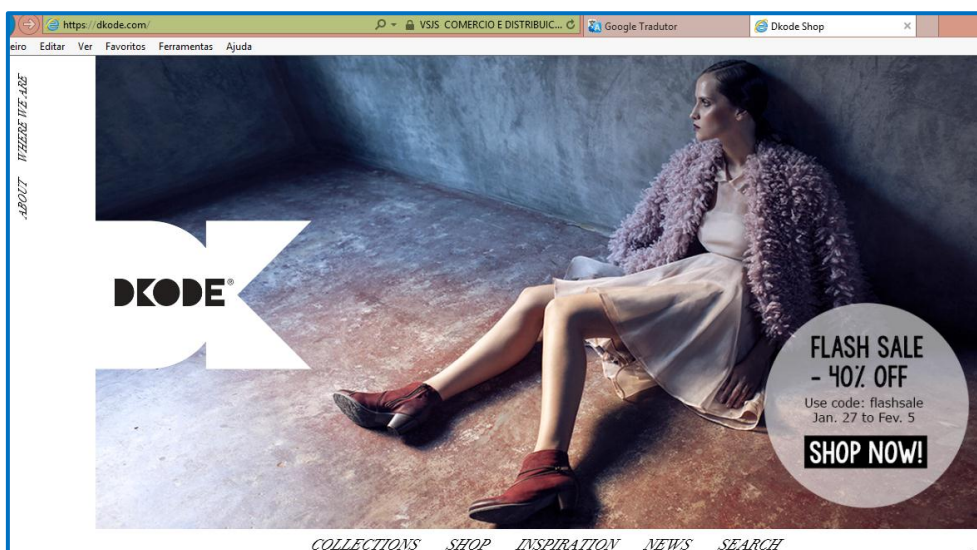 https://dkode.com/
VSJS COMERCIO E DISTRIBUIC...
Google Tradutor
Dkode Shop
eiro Editar Ver Favoritos Ferramentas Ajuda
ABOUT WHERE WE ARE
DKODE®
FLASH SALE
- 40% OFF
Use code: flashsale
Jan. 27 to Fev. 5
SHOP NOW!
COLLECTIONS SHOP INSPIRATION NEWS SEARCH